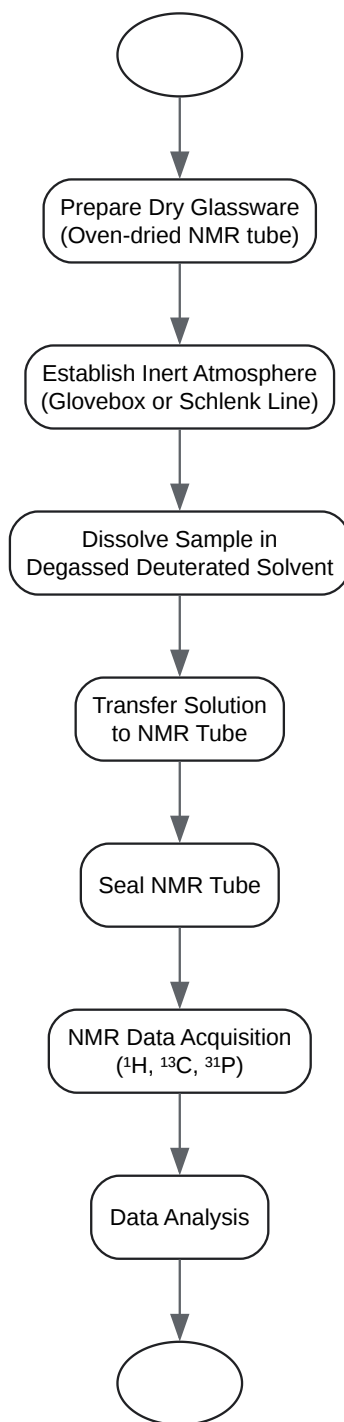 Prepare Dry Glassware
(Oven-dried NMR tube)
Establish Inert Atmosphere
(Glovebox or Schlenk Line)
Dissolve Sample in
Degassed Deuterated Solvent
Transfer Solution
to NMR Tube
Seal NMR Tube
NMR Data Acquisition
(¹H, ¹³C, ³¹P)
Data Analysis